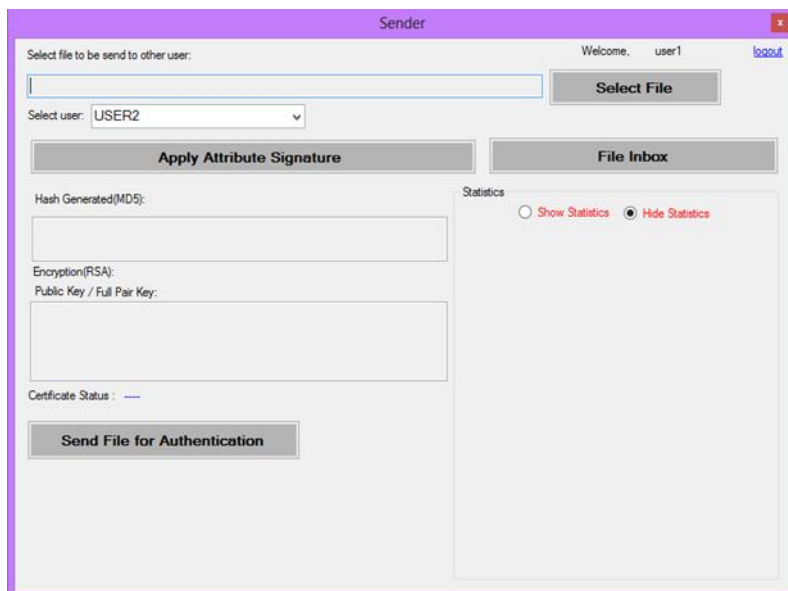 Sender
x
Select file to be send to other user:
Welcome, user1 logout
Select File
Select user: USER2
Apply Attribute Signature
File Inbox
Hash Generated(MD5):
Statistics
Show Statistics Hide Statistics
Encryption(RSA):
Public Key / Full Pair Key:
Certificate Status : ----
Send File for Authentication